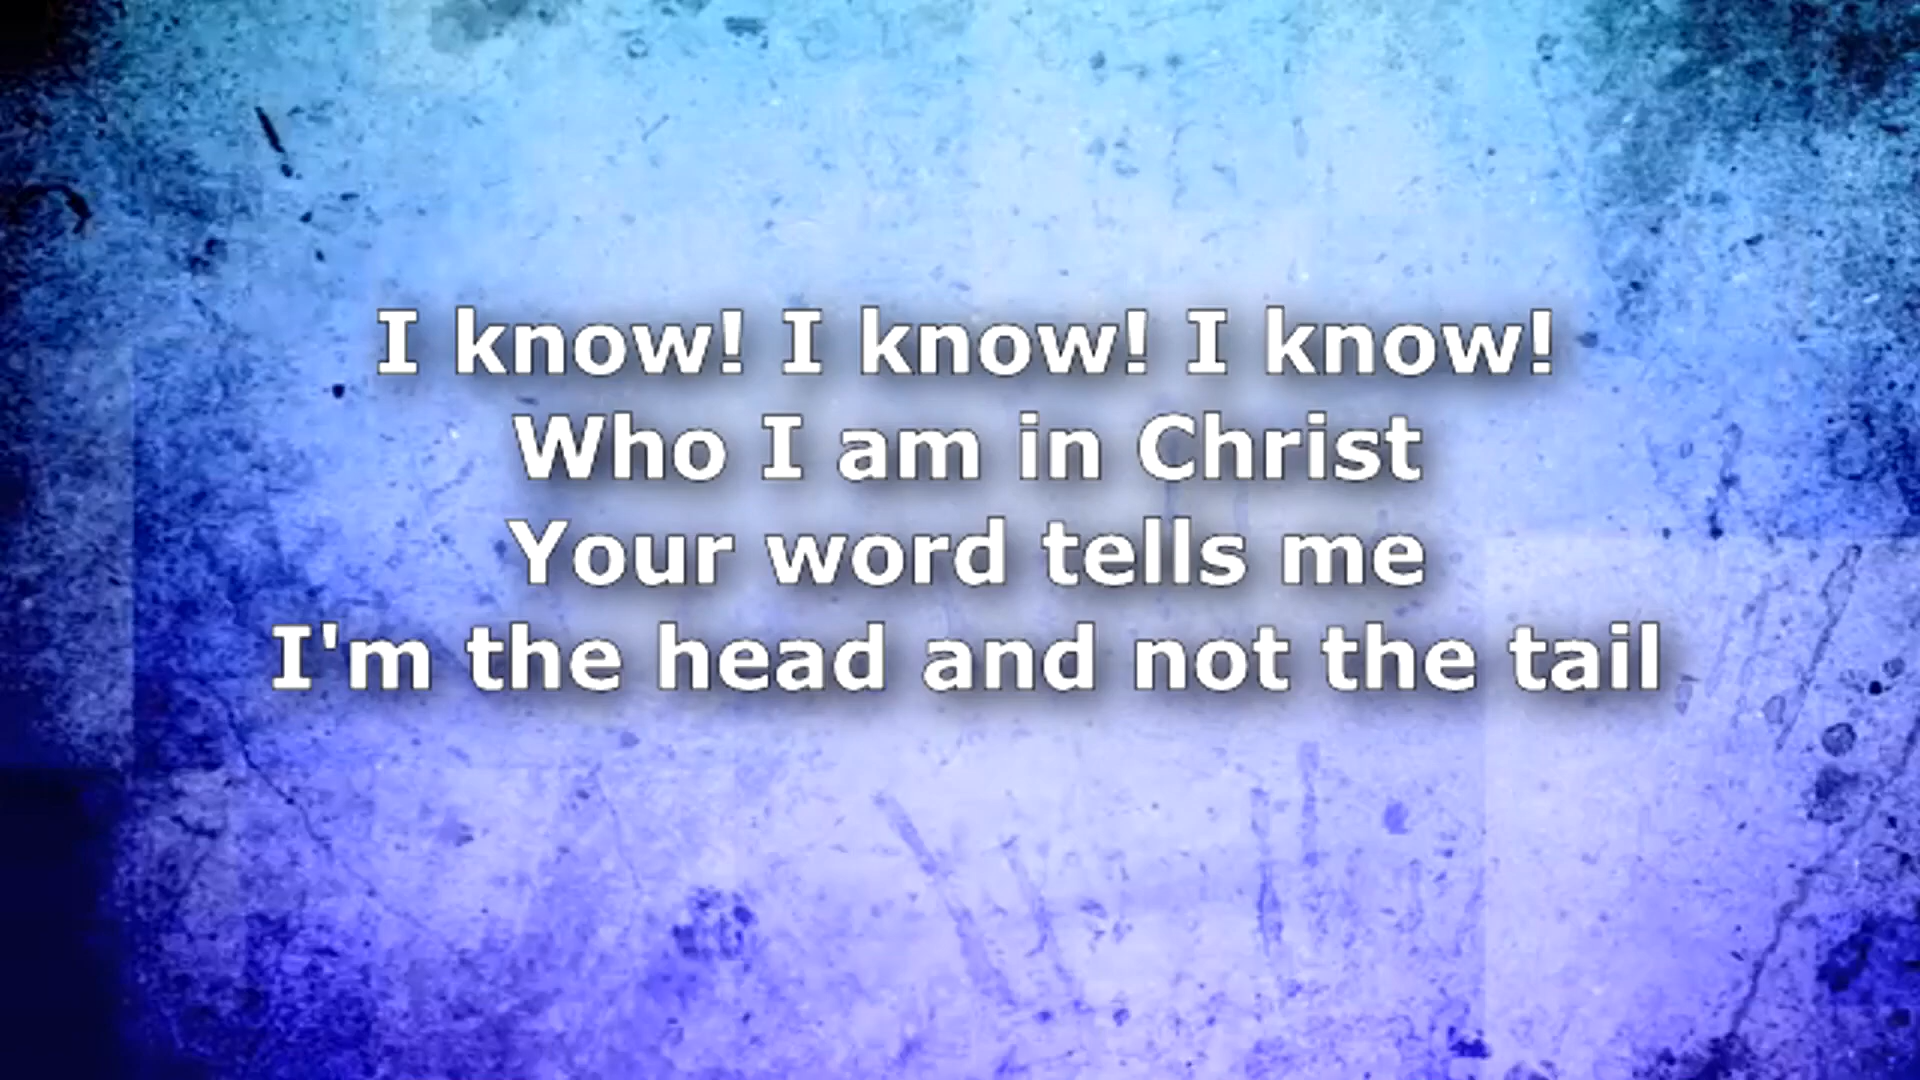 I know! I know! I know!
Who I am in Christ
Your word tells me
I'm the head and not the tail